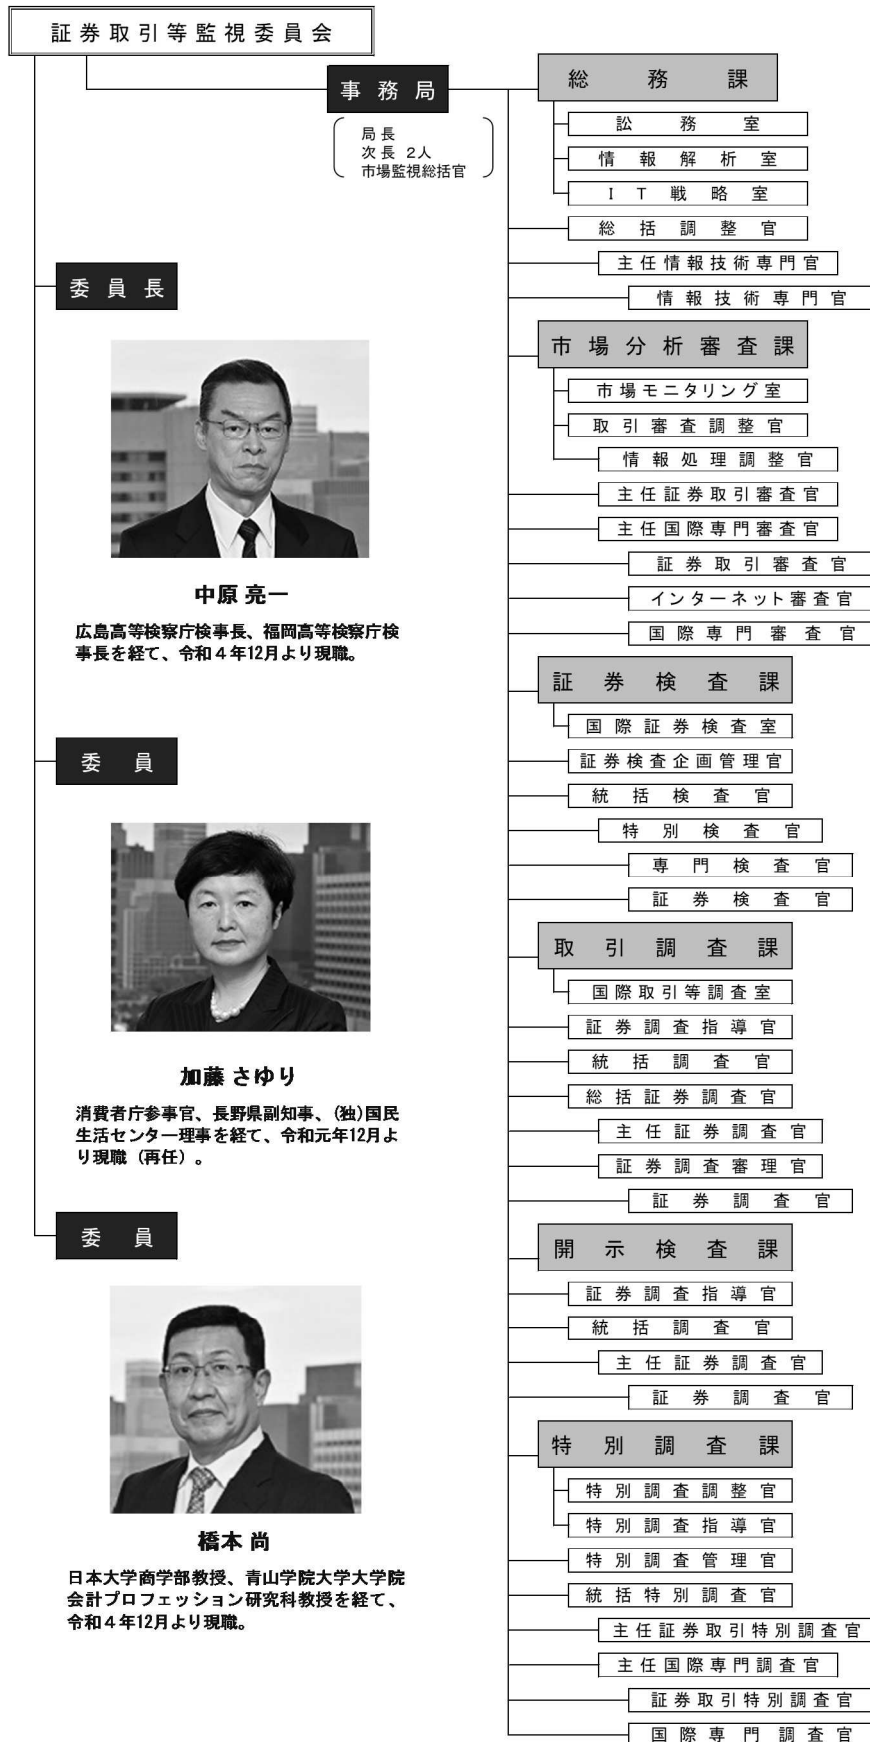 証券取引等監視委員会
事務局
局長
次長 2人
市場監視総括官
委員長
中原 亮一
広島高等検察庁検事長、福岡高等検察庁検
事長を経て、令和4年12月より現職。
委員
加藤 さゆり
消費者庁参事官、長野県副知事、(独)国民
生活センター理事を経て、令和元年12月よ
り現職（再任）。
委員
橋本 尚
日本大学商学部教授、青山学院大学大学院
会計プロフェッション研究科教授を経て、
令和4年12月より現職。
総務課
訟務室
情報解析室
IT戦略室
総括調整官
主任情報技術専門官
情報技術専門官
市場分析審査課
市場モニタリング室
取引審査調整官
情報処理調整官
主任証券取引審査官
主任国際専門審査官
証券取引審査官
インターネット審査官
国際専門審査官
証券検査課
国際証券検査室
証券検査企画管理官
統括検査官
特別検査官
専門検査官
証券検査官
取引調査課
国際取引等調査室
証券調査指導官
統括調査官
総括証券調査官
主任証券調査官
証券調査審理官
証券調査官
開示検査課
証券調査指導官
統括調査官
主任証券調査官
証券調査官
特別調査課
特別調査調整官
特別調査指導官
特別調査管理官
統括特別調査官
主任証券取引特別調査官
主任国際専門調査官
証券取引特別調査官
国際専門調査官